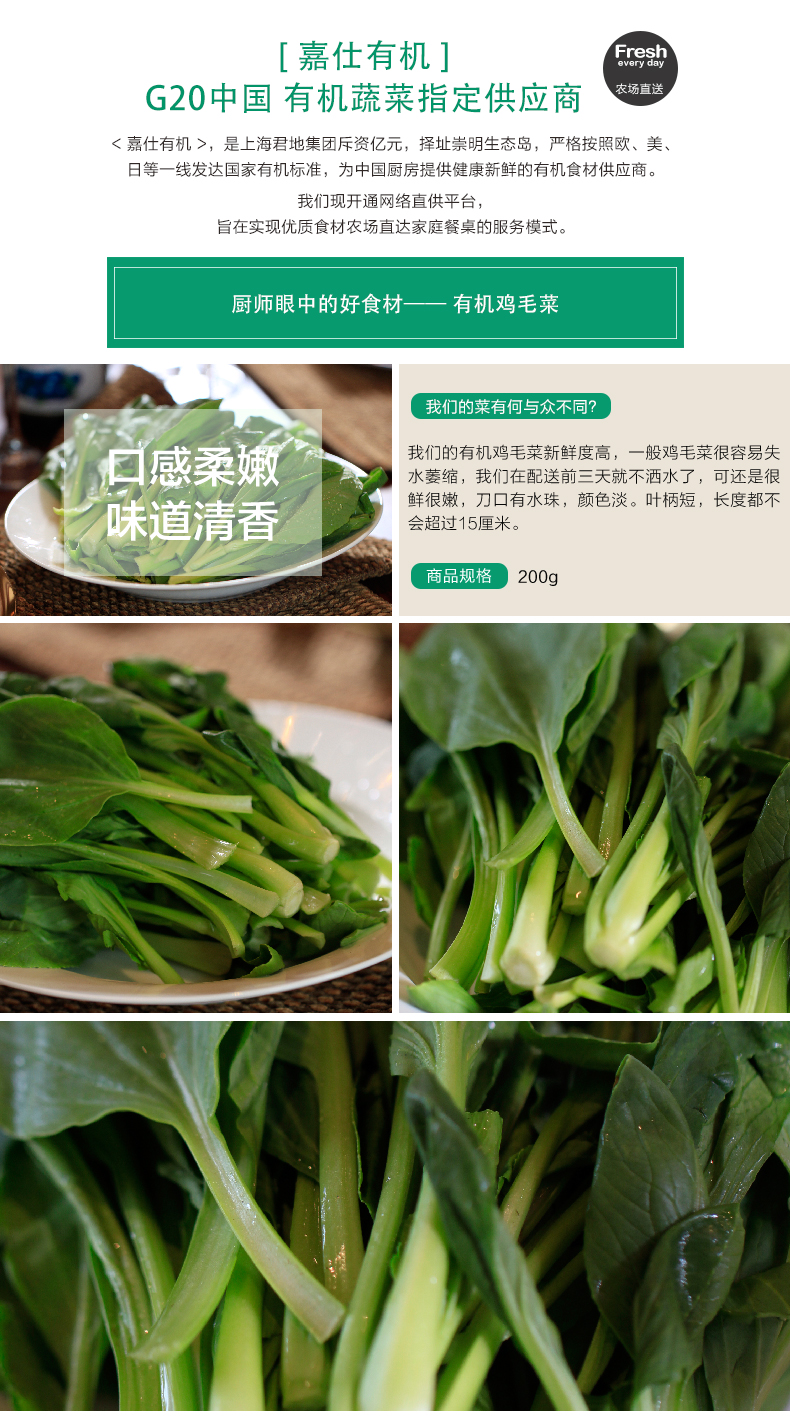 [ 嘉仕有机 ]
G20中国 有机蔬菜指定供应商
Fresh
every day
农场直送
< 嘉仕有机 >，是上海君地集团斥资亿元，择址崇明生态岛，严格按照欧、美、
日等一线发达国家有机标准，为中国厨房提供健康新鲜的有机食材供应商。
我们现开通网络直供平台，
旨在实现优质食材农场直达家庭餐桌的服务模式。
厨师眼中的好食材—— 有机鸡毛菜
口感柔嫩
味道清香
我们的菜有何与众不同？
我们的有机鸡毛菜新鲜度高，一般鸡毛菜很容易失
水萎缩，我们在配送前三天就不洒水了，可还是很
鲜很嫩，刀口有水珠，颜色淡。叶柄短，长度都不
会超过15厘米。
商品规格 200g